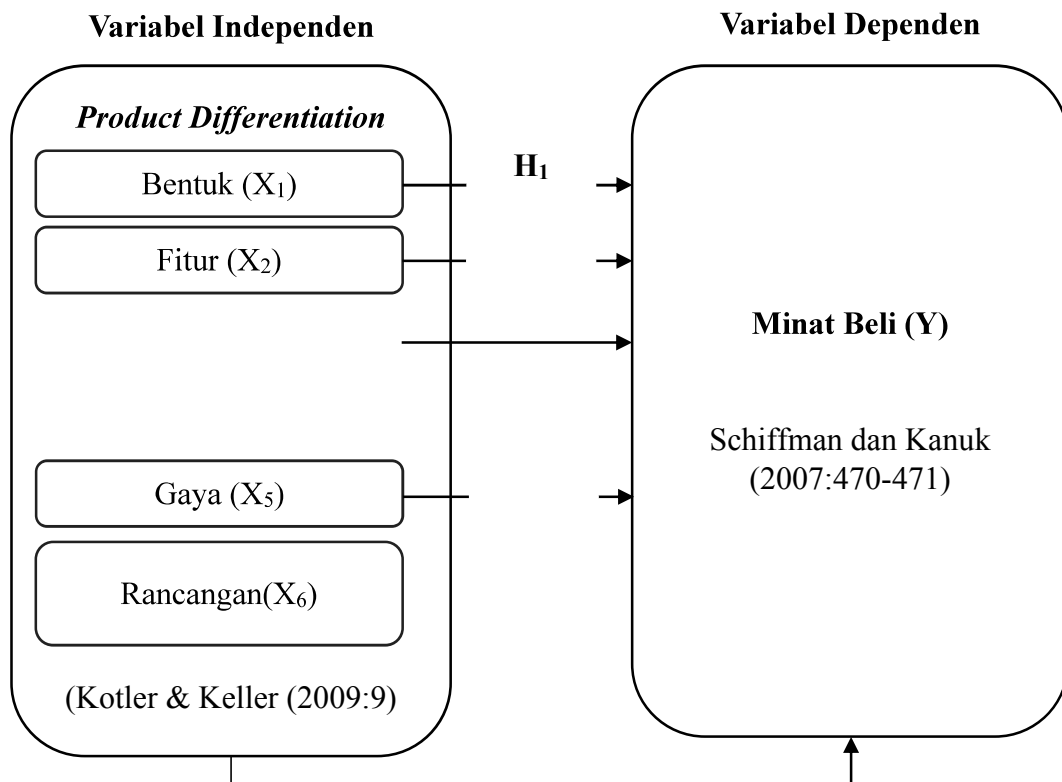 Variabel Independen
Variabel Dependen
Product Differentiation
Bentuk (X₁)
H₁
Fitur (X₂)
Minat Beli (Y)
Schiffman dan Kanuk
(2007:470-471)
Gaya (X₅)
Rancangan(X₆)
(Kotler & Keller (2009:9)